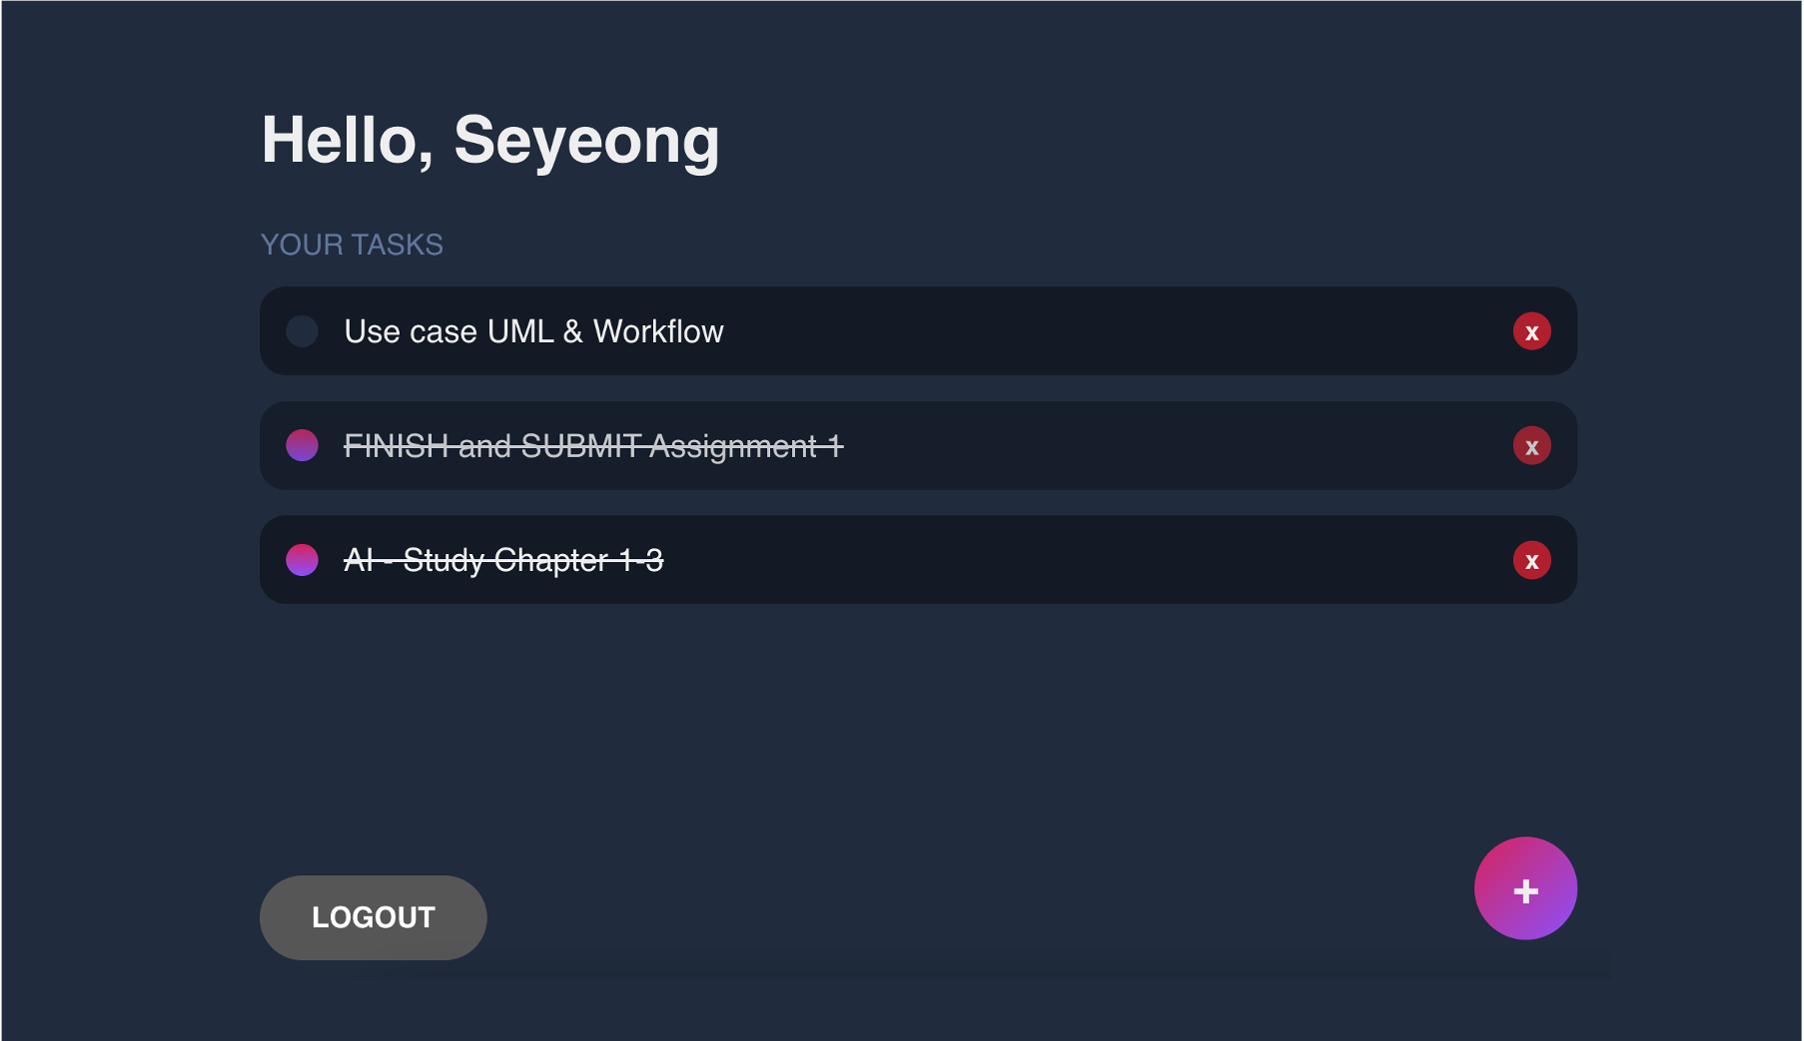 Hello, Seyeong
YOUR TASKS
Use case UML & Workflow
x
FINISH and SUBMIT Assignment 1
x
AI - Study Chapter 1-3
x
LOGOUT
+